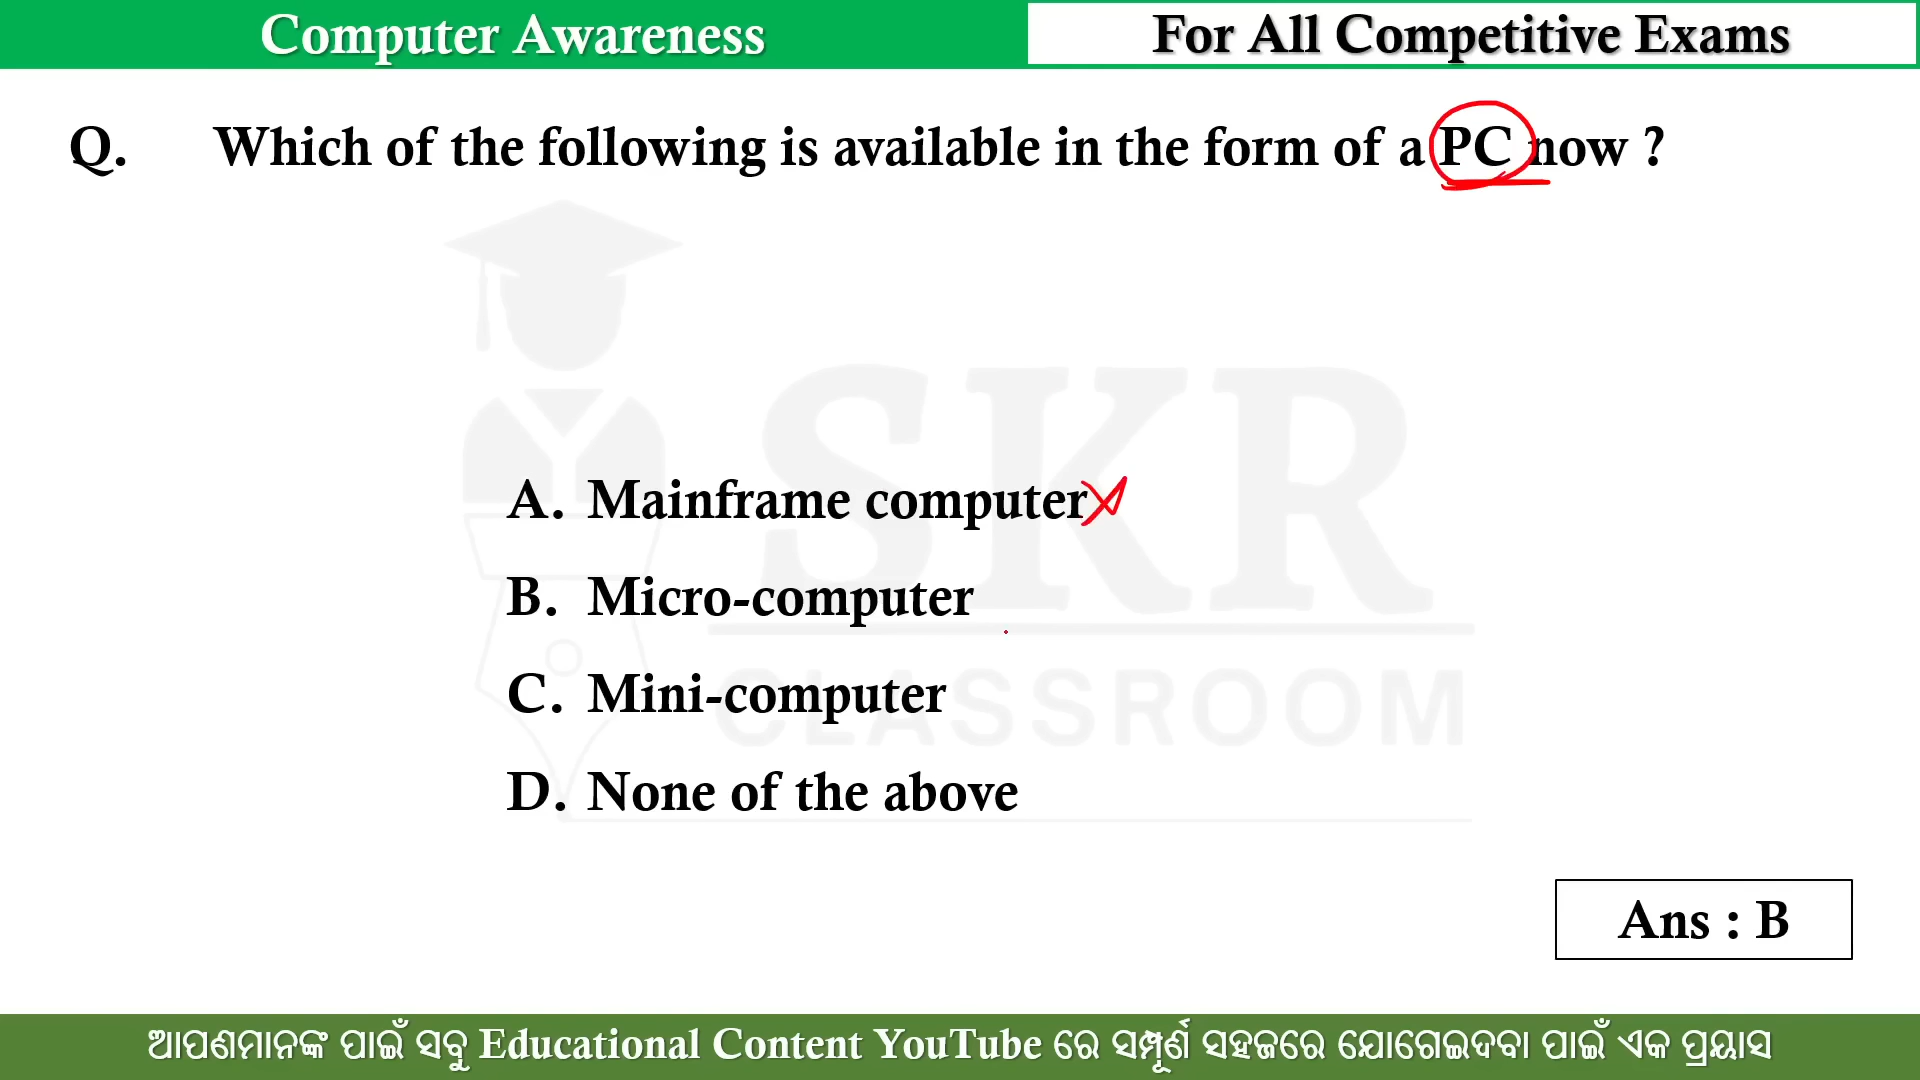 Computer Awareness
For All Competitive Exams
Q. Which of the following is available in the form of a PC now ?
A. Mainframe computer
B. Micro-computer
C. Mini-computer
D. None of the above
SKR
CLASSROOM
Ans : B
ଆପଣମାନଙ୍କ ପାଇଁ ସବୁ Educational Content YouTube ରେ ସମ୍ପୂର୍ଣ ସହଜରେ ଯୋଗେଇଦବା ପାଇଁ ଏକ ପ୍ରୟାସ